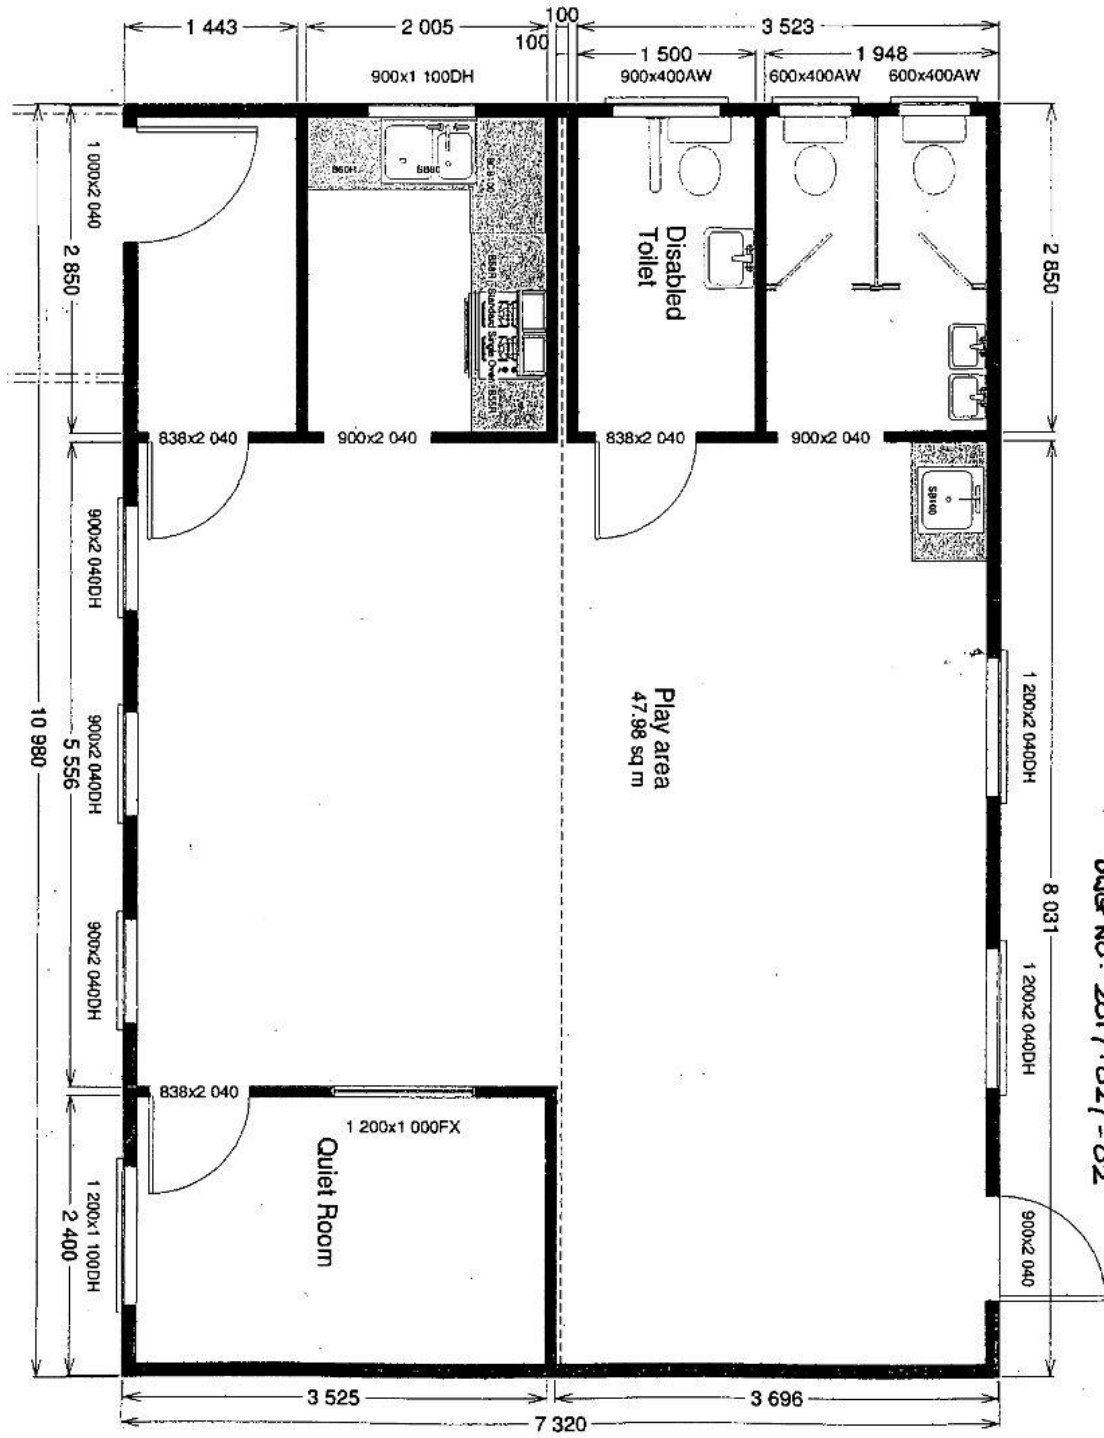 1 443
2 005
100
100
3 523
1 500
1 948
900x1 100DH
900x400AW
600x400AW
600x400AW
1 000x2 040
2 850
2 850
Disabled
Toilet
Standard Single Oven
838x2 040
900x2 040
838x2 040
900x2 040
SB100
900x2 040DH
900x2 040DH
900x2 040DH
10 980
5 556
Play area
47.98 sq m
1 200x2 040DH
8 031
1 200x2 040DH
900x2 040
838x2 040
1 200x1 000FX
Quiet Room
1 200x1 100DH
2 400
3 525
3 696
7 320